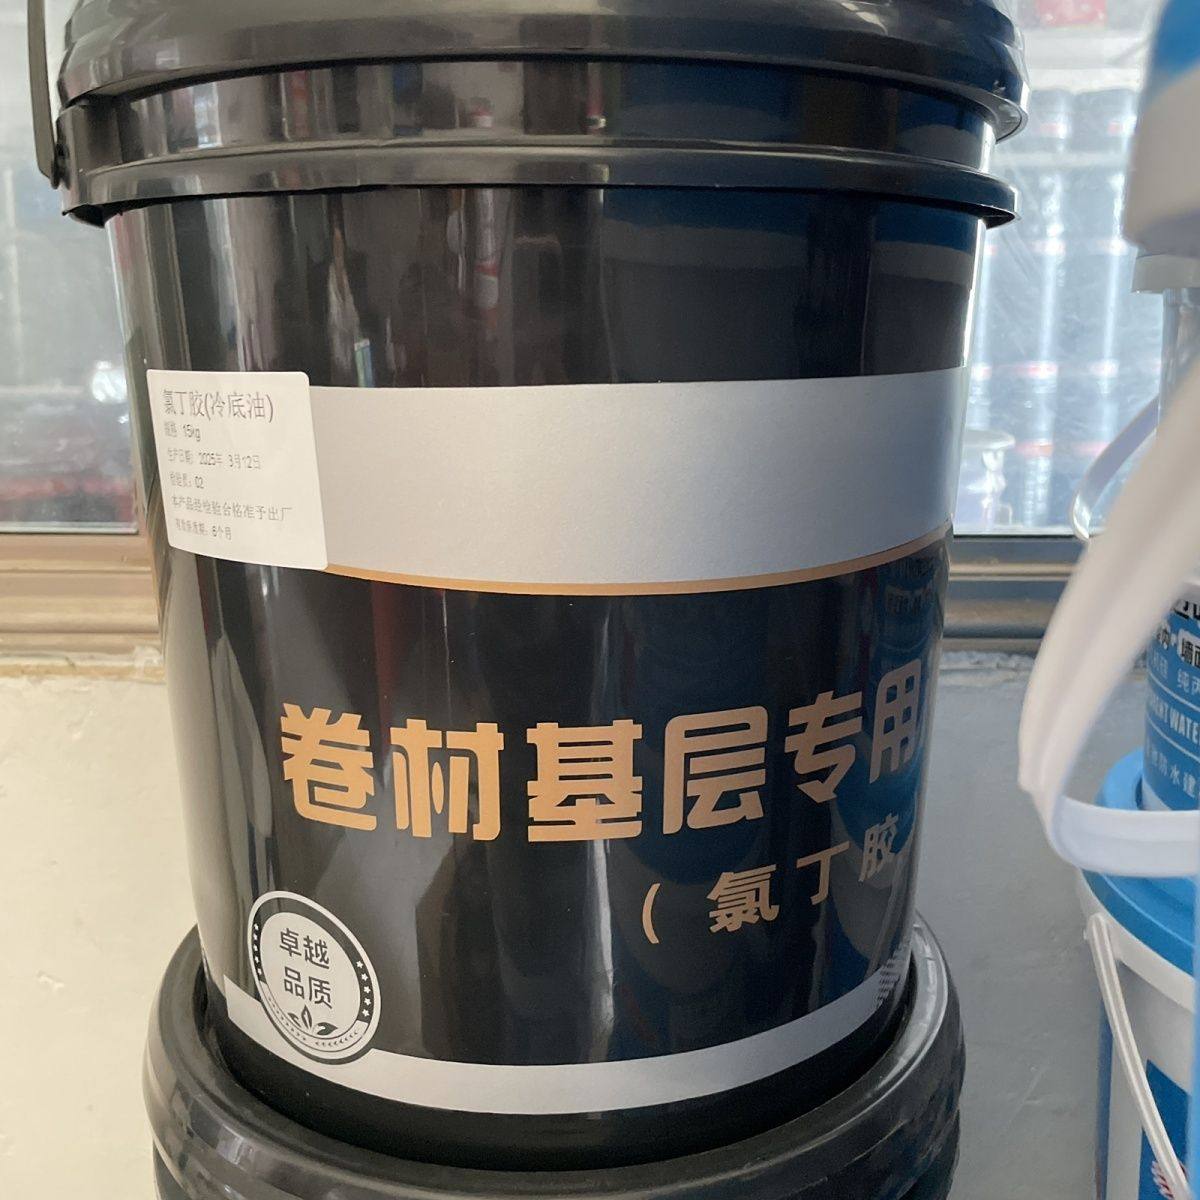 氯丁胶(冷底油)
规格：15kg
生产日期：2025年 3月12日
检验员：02
本产品经检验合格准予出厂
有效保质期：6个月
卷材基层专用
（氯丁胶
卓越
品质